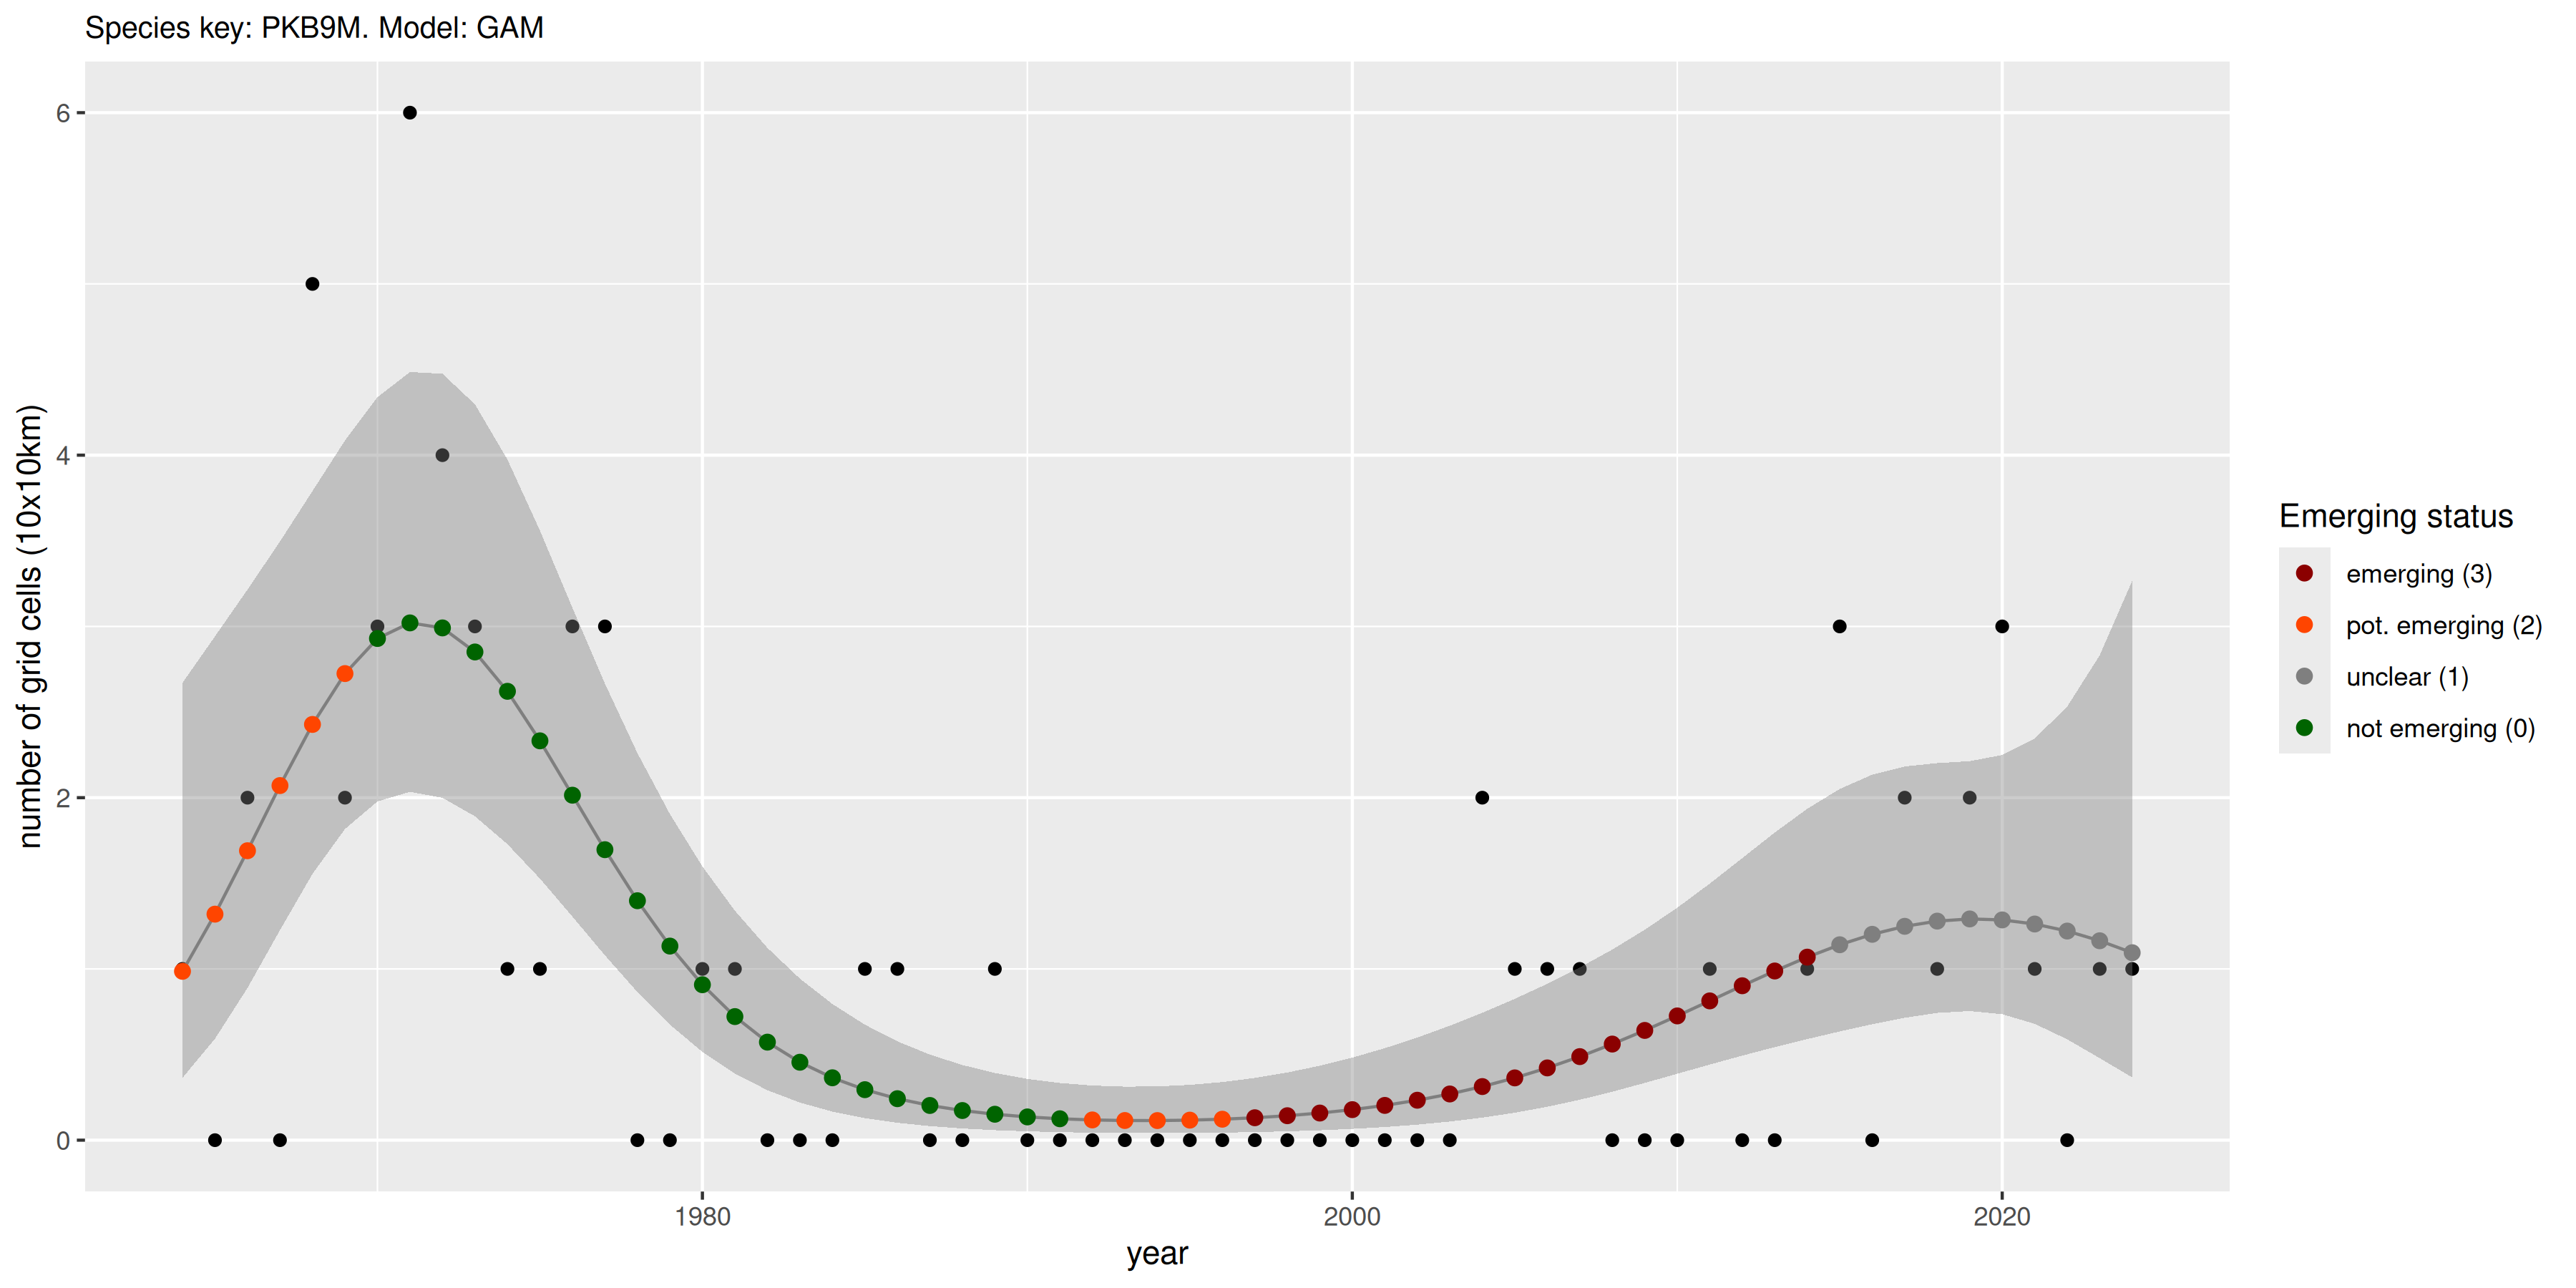 Species key: PKB9M. Model: GAM
number of grid cells (10x10km)
6
4
2
0
1980
2000
2020
year
Emerging status
emerging (3)
pot. emerging (2)
unclear (1)
not emerging (0)